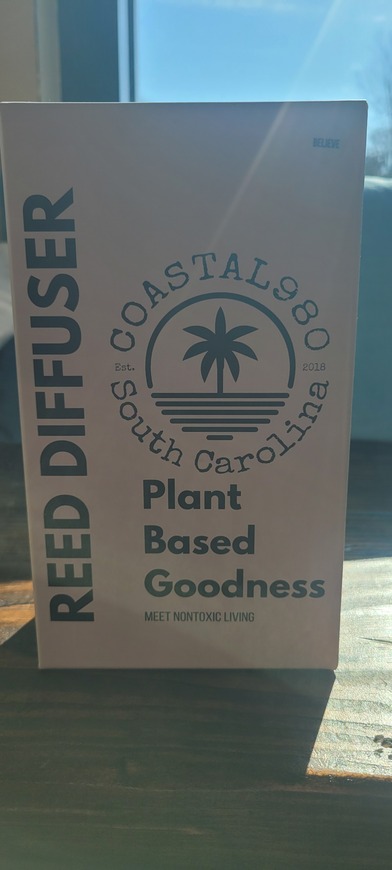 BELIEVE
REED DIFFUSER
COASTAL980
Est. 2018
South Carolina
Plant
Based
Goodness
MEET NONTOXIC LIVING